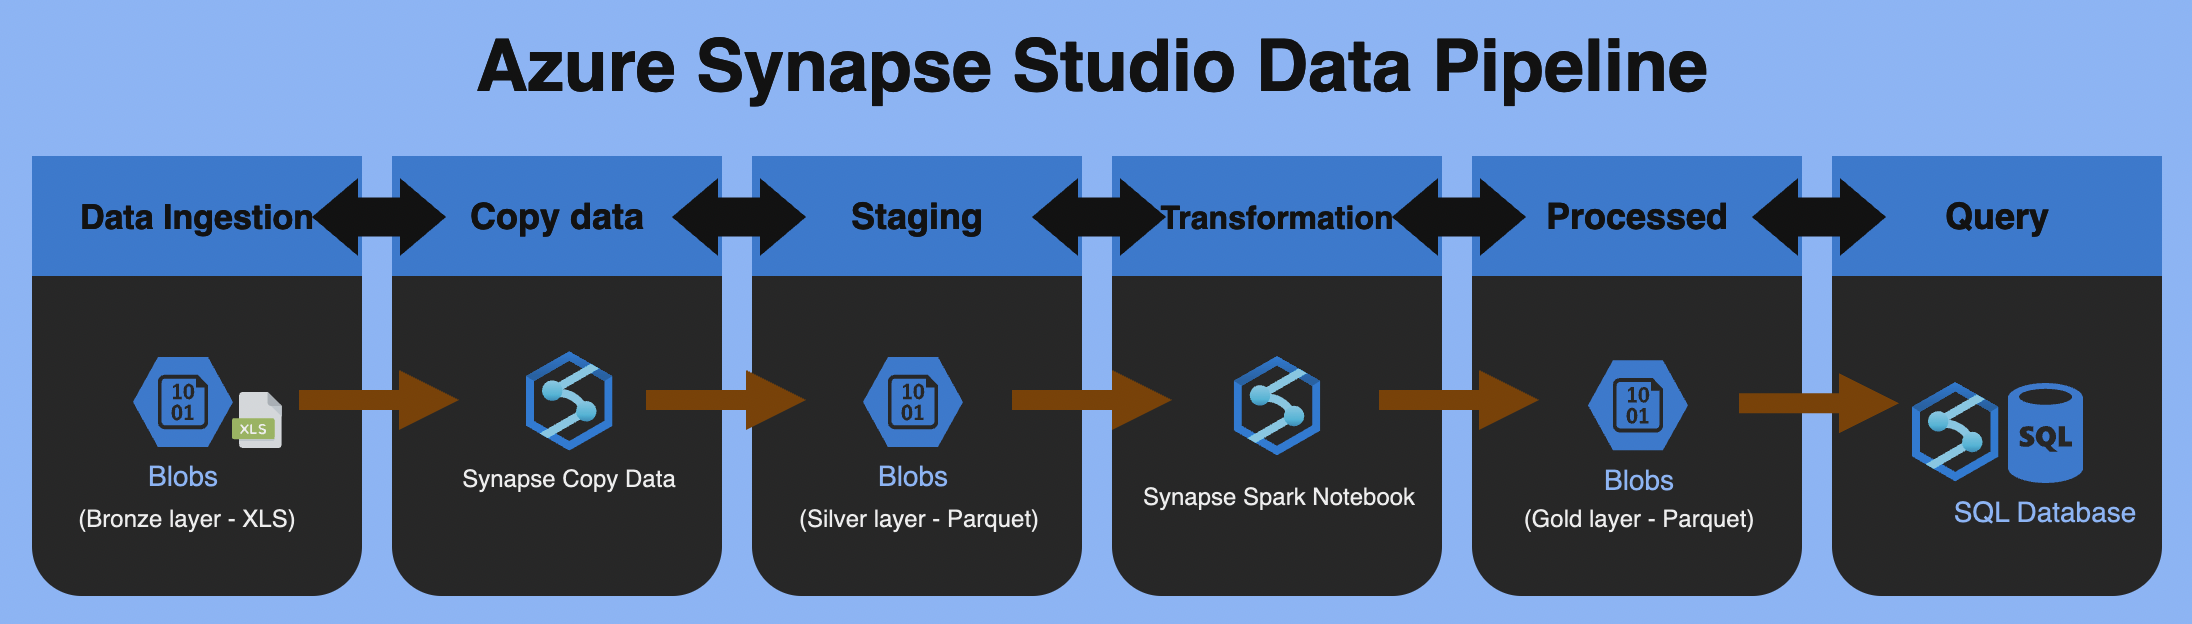 Azure Synapse Studio Data Pipeline
Data Ingestion
Copy data
Staging
Transformation
Processed
Query
10
01
XLS
Blobs
(Bronze layer - XLS)
Synapse Copy Data
10
01
Blobs
(Silver layer - Parquet)
Synapse Spark Notebook
10
01
Blobs
(Gold layer - Parquet)
SQL
SQL Database